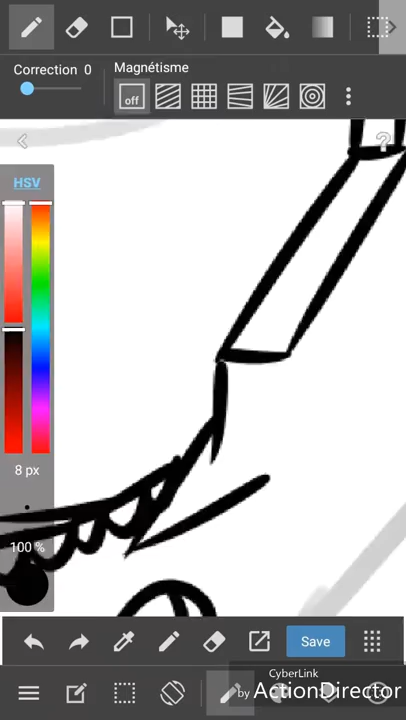 Correction 0
Magnétisme
off
?
HSV
8 px
100 %
Save
CyberLink
by ActionDirector